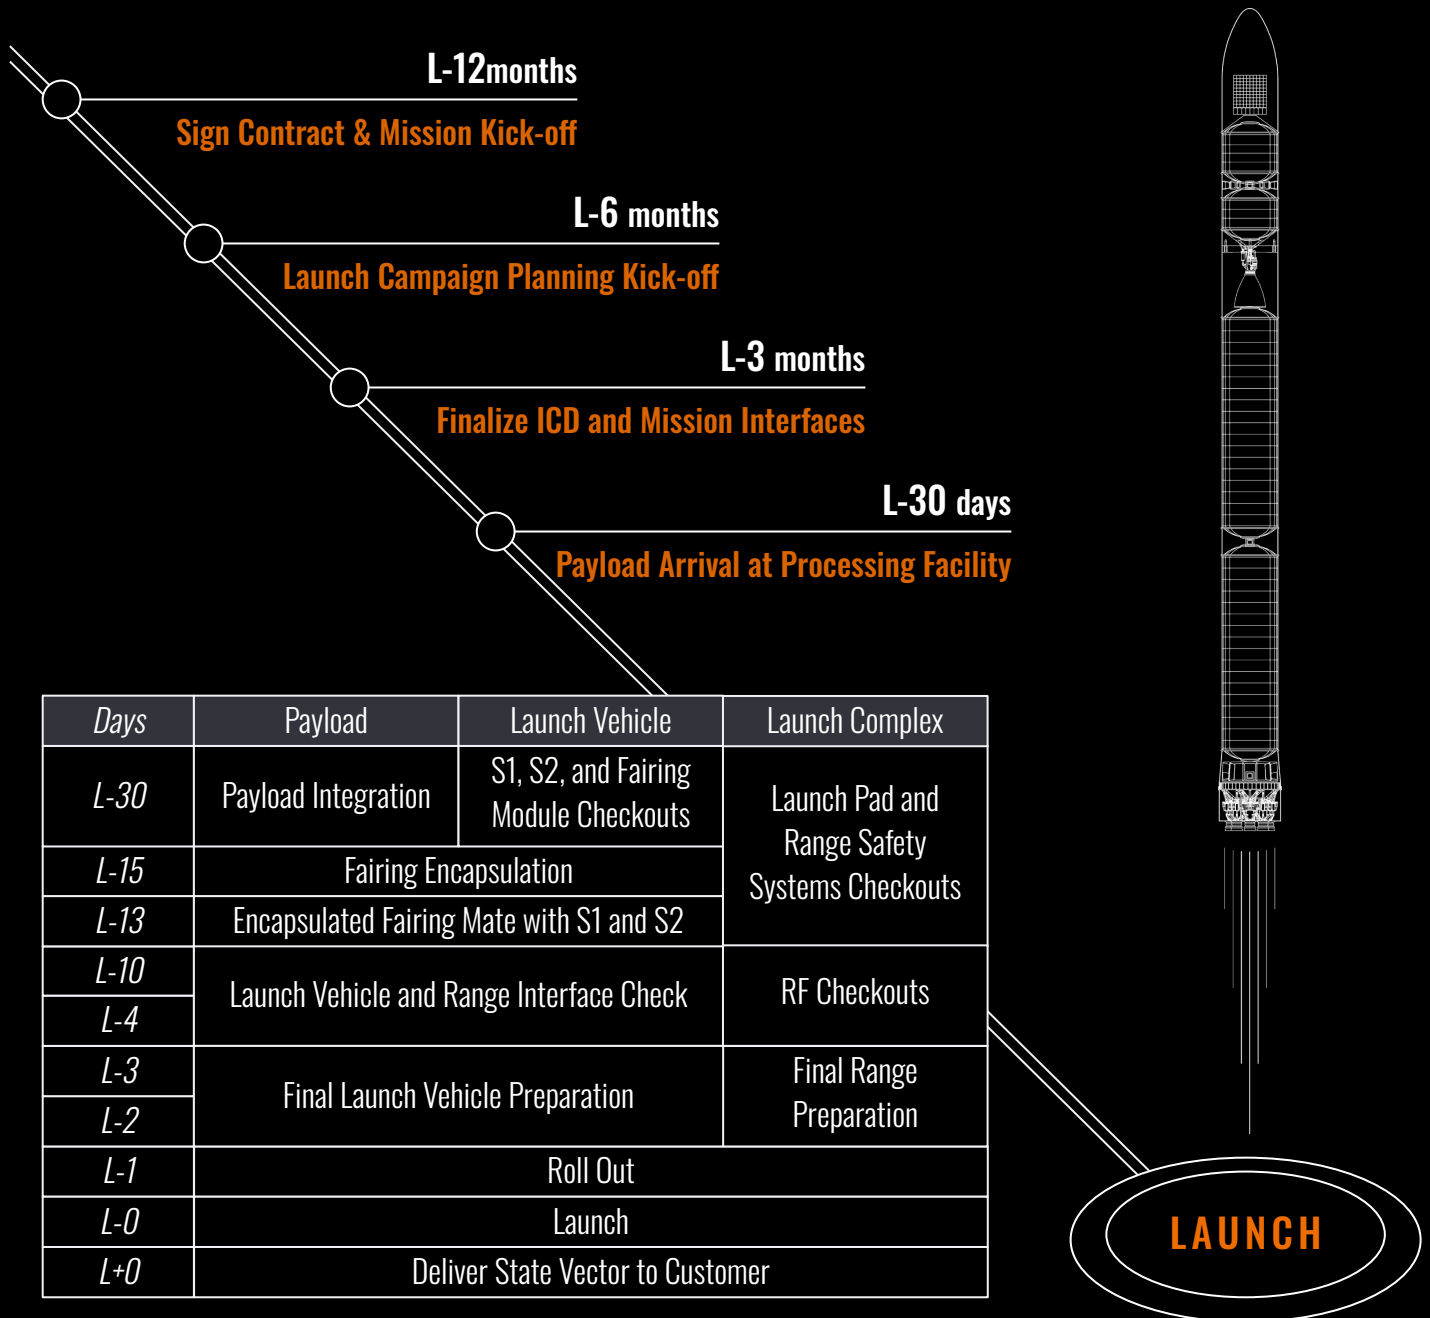 L-12months
Sign Contract & Mission Kick-off
L-6 months
Launch Campaign Planning Kick-off
L-3 months
Finalize ICD and Mission Interfaces
L-30 days
Payload Arrival at Processing Facility
Days Payload Launch Vehicle Launch Complex
L-30 Payload Integration
S1, S2, and Fairing
Module Checkouts
Launch Pad and
Range Safety
Systems Checkouts
L-15 Fairing Encapsulation
L-13 Encapsulated Fairing Mate with S1 and S2
L-10
L-4
Launch Vehicle and Range Interface Check
RF Checkouts
L-3
L-2
Final Launch Vehicle Preparation
Final Range
Preparation
L-1 Roll Out
L-0 Launch
L+0 Deliver State Vector to Customer
LAUNCH